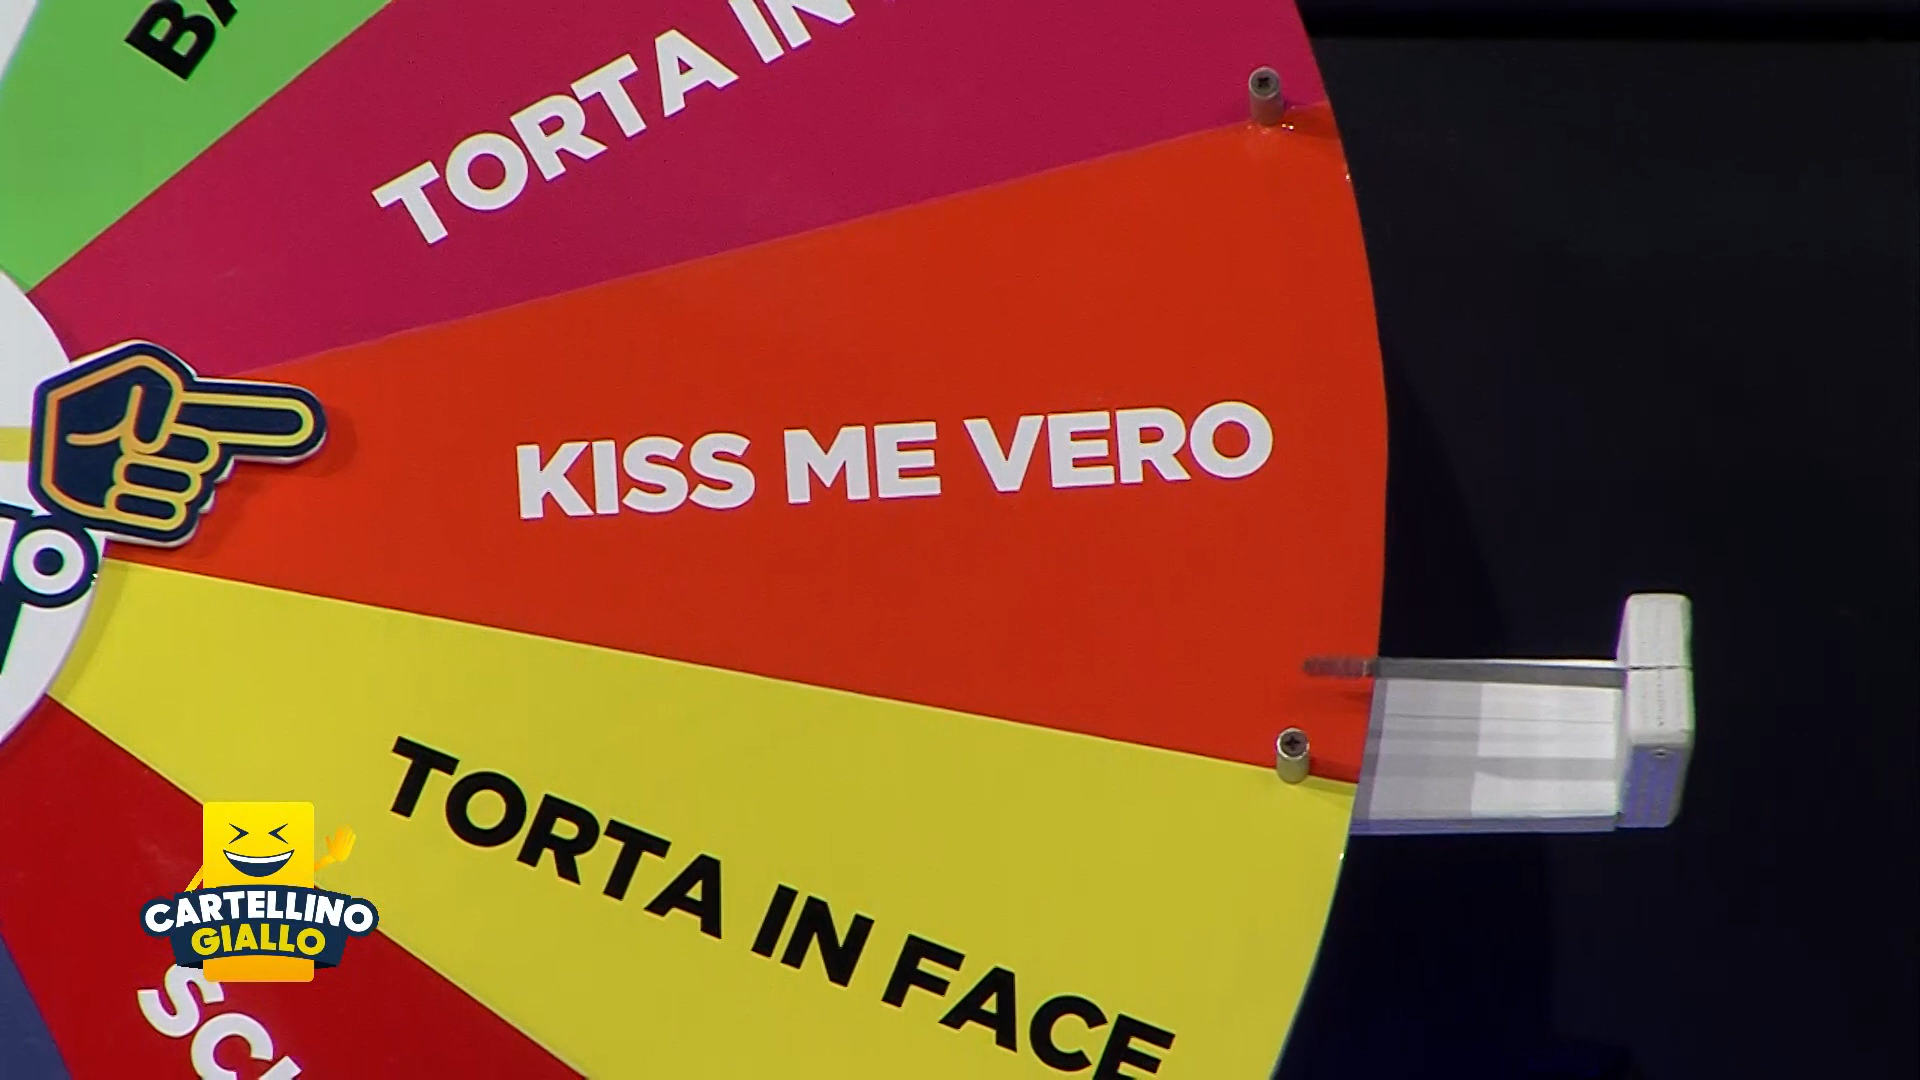 TORTA IN
KISS ME VERO
TORTA IN FACE
CARTELLINO
GIALLO